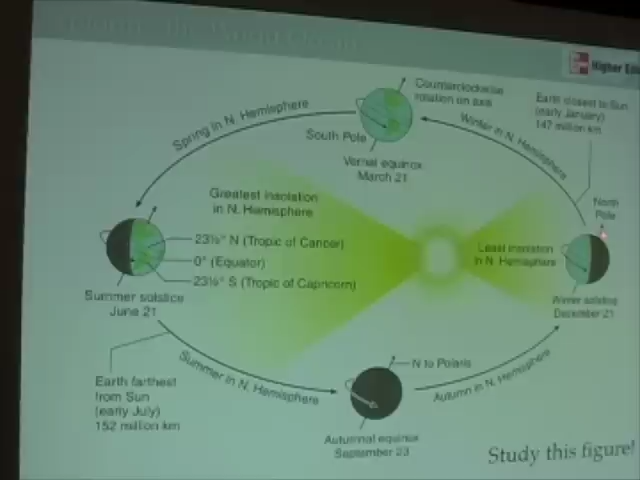 Higher Edu
Counterclockwise
rotation on axis
Earth closest to Sun
(early January)
147 million km
Spring in N. Hemisphere
South Pole
Winter in N. Hemisphere
Vernal equinox
March 21
Greatest insolation
in N. Hemisphere
North
Pole
23½° N (Tropic of Cancer)
0° (Equator)
23½° S (Tropic of Capricorn)
Least insolation
in N. Hemisphere
Summer solstice
June 21
Winter solstice
December 21
Summer in N. Hemisphere
N to Polaris
Autumn in N. Hemisphere
Earth farthest
from Sun
(early July)
152 million km
Autumnal equinox
September 23
Study this figure!